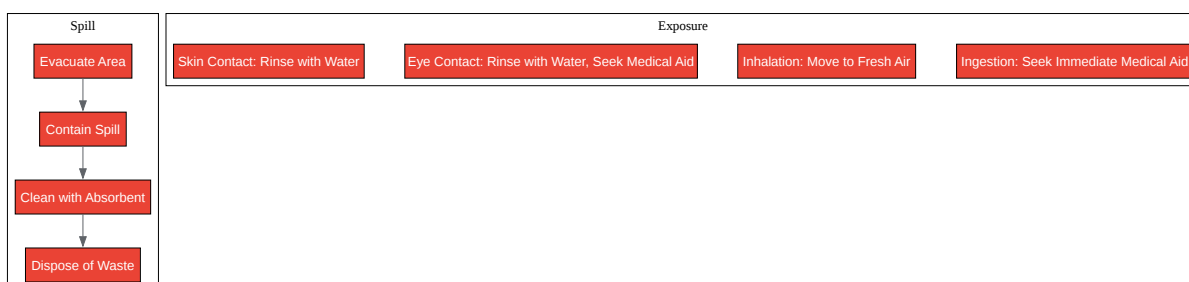 Spill
Evacuate Area
Contain Spill
Clean with Absorbent
Dispose of Waste
Exposure
Skin Contact: Rinse with Water
Eye Contact: Rinse with Water, Seek Medical Aid
Inhalation: Move to Fresh Air
Ingestion: Seek Immediate Medical Aid